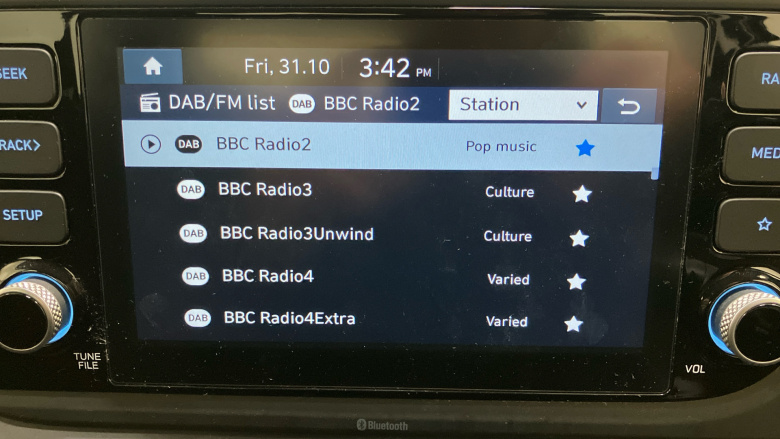 SEEK
TRACK>
SETUP
TUNE
FILE
Fri, 31.10 3:42 PM
DAB/FM list DAB BBC Radio2 Station
DAB BBC Radio2 Pop music
DAB BBC Radio3 Culture
DAB BBC Radio3Unwind Culture
DAB BBC Radio4 Varied
DAB BBC Radio4Extra Varied
RA
MED
VOL
Bluetooth